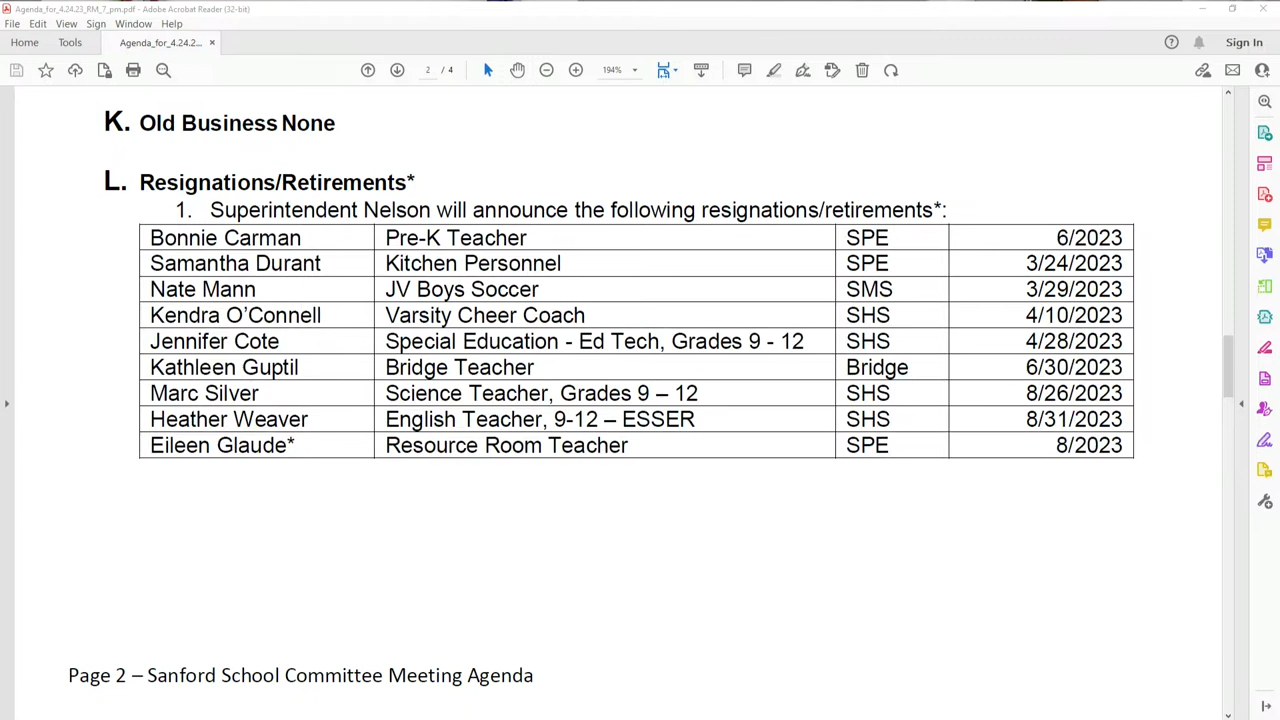 Agenda_for_4.24.23_RM_7_pm.pdf - Adobe Acrobat Reader (32-bit)
File Edit View Sign Window Help
Home Tools Agenda_for_4.24.2... × Sign In
2 / 4 194%
K. Old Business None
L. Resignations/Retirements*
1. Superintendent Nelson will announce the following resignations/retirements*:
Bonnie Carman Pre-K Teacher SPE 6/2023
Samantha Durant Kitchen Personnel SPE 3/24/2023
Nate Mann JV Boys Soccer SMS 3/29/2023
Kendra O’Connell Varsity Cheer Coach SHS 4/10/2023
Jennifer Cote Special Education - Ed Tech, Grades 9 - 12 SHS 4/28/2023
Kathleen Guptil Bridge Teacher Bridge 6/30/2023
Marc Silver Science Teacher, Grades 9 – 12 SHS 8/26/2023
Heather Weaver English Teacher, 9-12 – ESSER SHS 8/31/2023
Eileen Glaude* Resource Room Teacher SPE 8/2023
Page 2 – Sanford School Committee Meeting Agenda